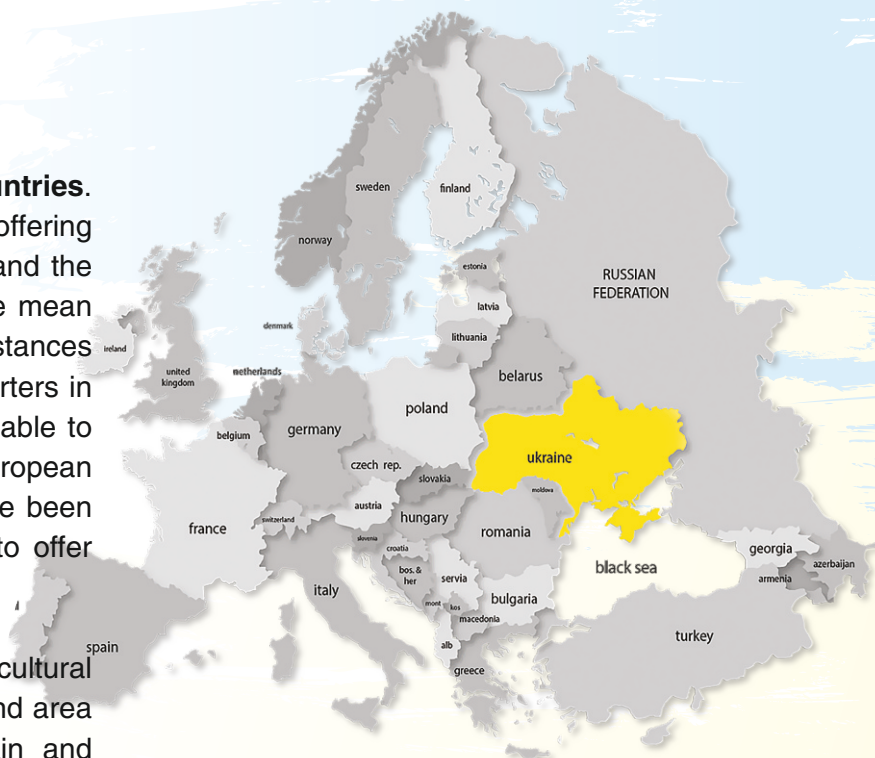 untries.
offering
and the
e mean
stances
rters in
able to
ropean
e been
to offer
cultural
nd area
in and
sweden
finland
norway
RUSSIAN
FEDERATION
estonia
latvia
denmark
lithuania
ireland
united
kingdom
netherlands
belarus
poland
belgium
germany
ukraine
czech rep.
slovakia
moldova
austria
hungary
switzerland
france
romania
slovenia
croatia
georgia
azerbaijan
black sea
bos. &
her
servia
armenia
italy
bulgaria
mont
kos
macedonia
turkey
spain
alb
greece